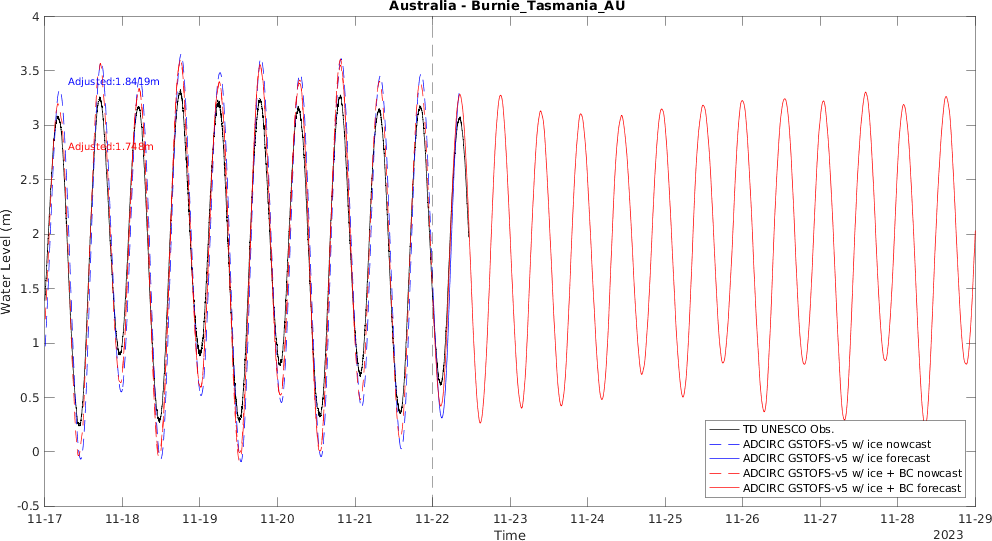 Australia - Burnie_Tasmania_AU
4
3.5
3
2.5
2
1.5
1
0.5
0
-0.5
Water Level (m)
Adjusted:1.8419m
Adjusted:1.748m
TD UNESCO Obs.
ADCIRC GSTOFS-v5 w/ ice nowcast
ADCIRC GSTOFS-v5 w/ ice forecast
ADCIRC GSTOFS-v5 w/ ice + BC nowcast
ADCIRC GSTOFS-v5 w/ ice + BC forecast
11-17 11-18 11-19 11-20 11-21 11-22 11-23 11-24 11-25 11-26 11-27 11-28 11-29
Time
2023